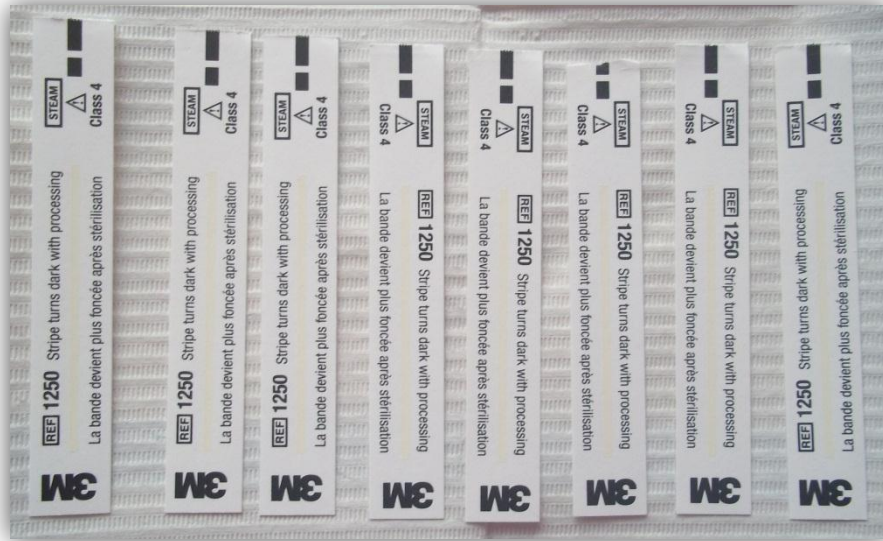 3M
REF 1250 Stripe turns dark with processing
La bande devient plus foncée après stérilisation
STEAM
Class 4
3M
REF 1250 Stripe turns dark with processing
La bande devient plus foncée après stérilisation
STEAM
Class 4
3M
REF 1250 Stripe turns dark with processing
La bande devient plus foncée après stérilisation
STEAM
Class 4
STEAM
Class 4
REF 1250 Stripe turns dark with processing
La bande devient plus foncée après stérilisation
3M
STEAM
Class 4
REF 1250 Stripe turns dark with processing
La bande devient plus foncée après stérilisation
3M
STEAM
Class 4
REF 1250 Stripe turns dark with processing
La bande devient plus foncée après stérilisation
3M
STEAM
Class 4
REF 1250 Stripe turns dark with processing
La bande devient plus foncée après stérilisation
3M
3M
REF 1250 Stripe turns dark with processing
La bande devient plus foncée après stérilisation
STEAM
Class 4